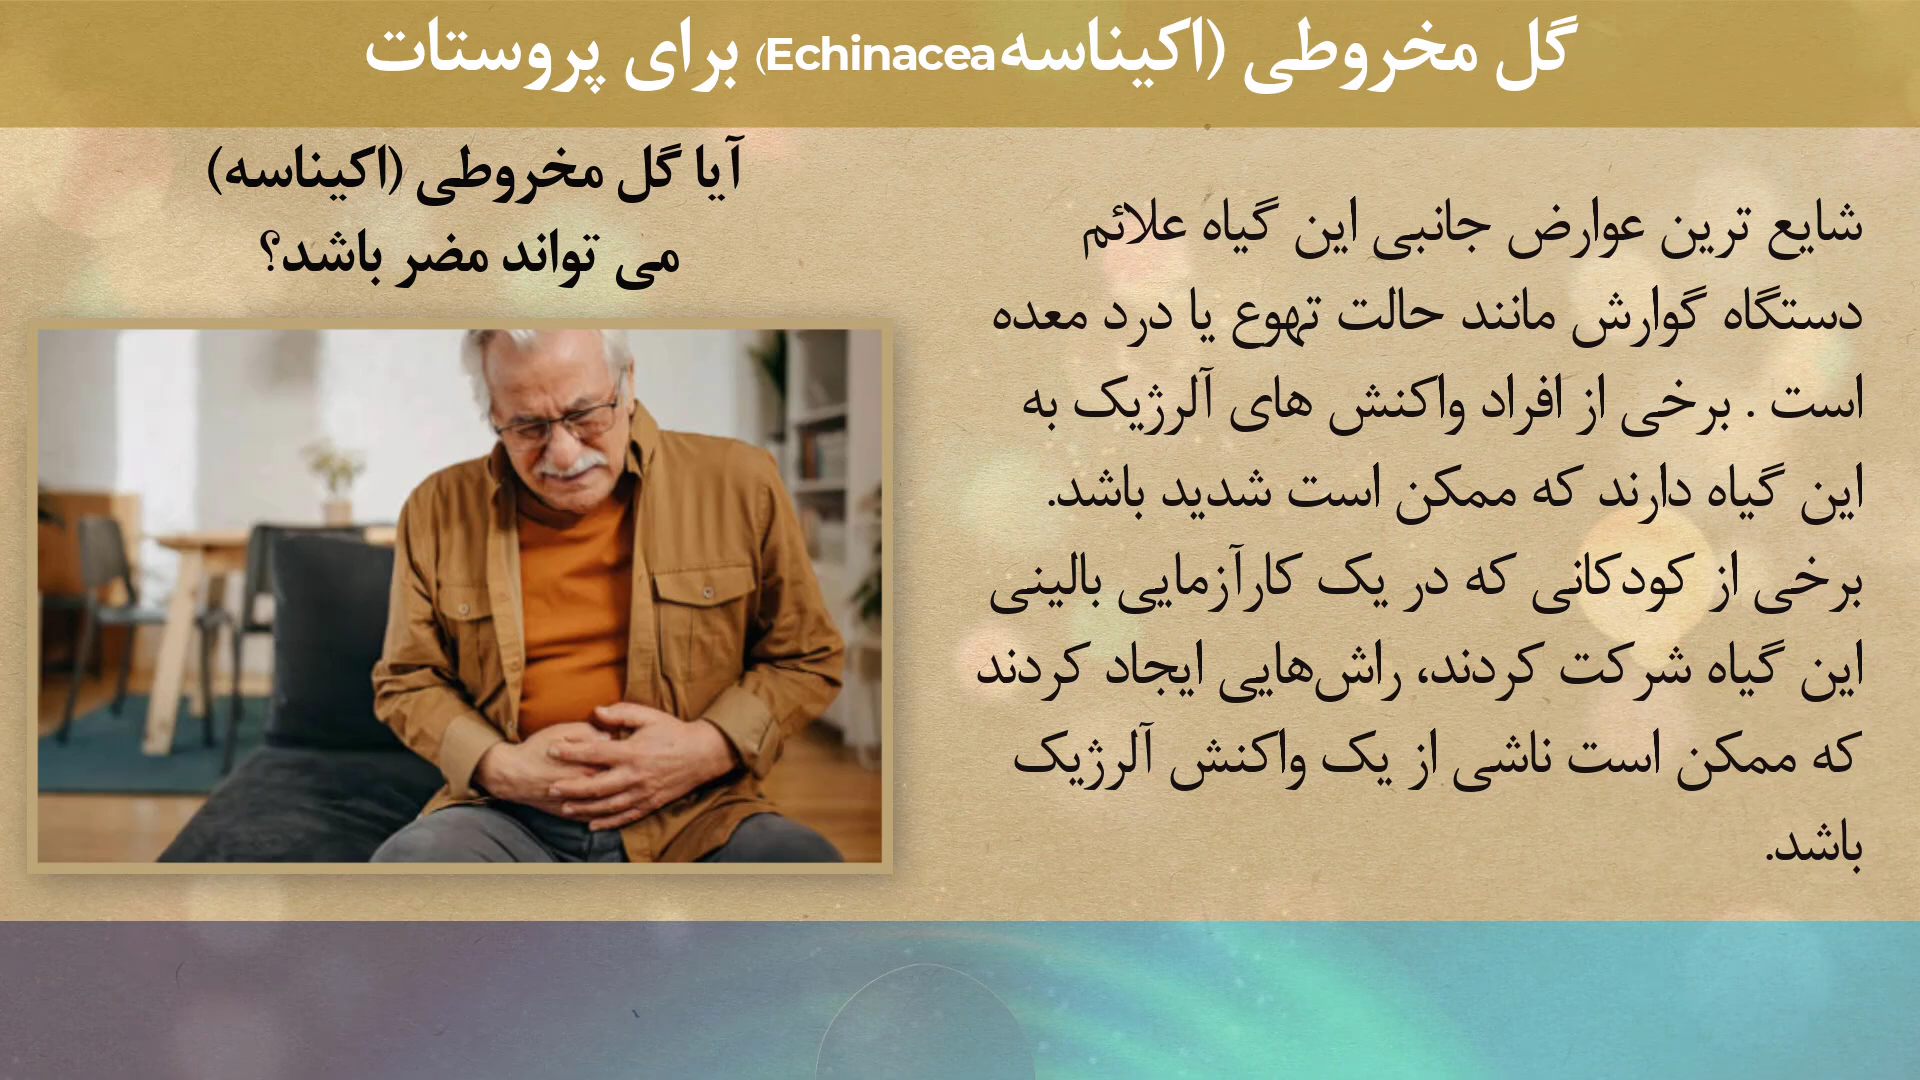 گل مخروطی (اکیناسهEchinacea) برای پروستات
آیا گل مخروطی (اکیناسه)
می تواند مضر باشد؟
شایع ترین عوارض جانبی این گیاه علائم
دستگاه گوارش مانند حالت تهوع یا درد معده
است . برخی از افراد واکنش های آلرژیک به
این گیاه دارند که ممکن است شدید باشد.
برخی از کودکانی که در یک کارآزمایی بالینی
این گیاه شرکت کردند، راش‌هایی ایجاد کردند
که ممکن است ناشی از یک واکنش آلرژیک
باشد.